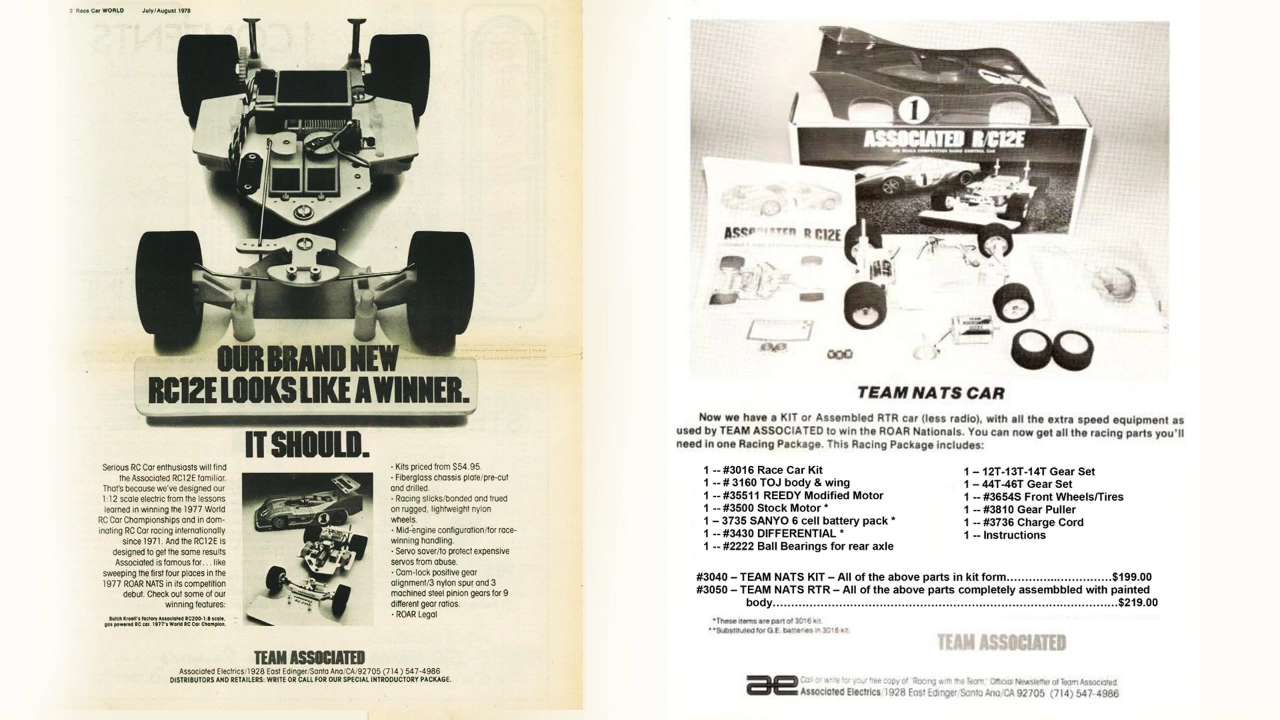 2 Race Car WORLD July/August 1978
OUR BRAND NEW
RC12E LOOKS LIKE A WINNER.
IT SHOULD.
Serious RC Car enthusiasts will find
the Associated RC12E familiar.
That's because we've designed our
1:12 scale electric from the lessons
learned in winning the 1977 World
RC Car Championships and in dom-
inating RC Car racing internationally
since 1971. And the RC12E is
designed to get the same results
Associated is famous for... like
sweeping the first four places in the
1977 ROAR NATS in its competition
debut. Check out some of our
winning features:
Butch Kroell's factory Associated RC200-1:8 scale,
gas powered RC car. 1977's World RC Car Champion.
• Kits priced from $54.95.
• Fiberglass chassis plate/pre-cut
and drilled.
• Racing slicks/bonded and trued
on rugged, lightweight nylon
wheels.
• Mid-engine configuration/for race-
winning handling.
• Servo saver/to protect expensive
servos from abuse.
• Cam-lock positive gear
alignment/3 nylon spur and 3
machined steel pinion gears for 9
different gear ratios.
• ROAR Legal
TEAM ASSOCIATED
Associated Electrics/1928 East Edinger/Santa Ana/CA/92705 (714) 547-4986
DISTRIBUTORS AND RETAILERS: WRITE OR CALL FOR OUR SPECIAL INTRODUCTORY PACKAGE.
1
ASSOCIATED R/C12E
1
ASSOCIATED R C12E
TEAM NATS CAR
Now we have a KIT or Assembled RTR car (less radio), with all the extra speed equipment as
used by TEAM ASSOCIATED to win the ROAR Nationals. You can now get all the racing parts you'll
need in one Racing Package. This Racing Package includes:
1 -- #3016 Race Car Kit
1 -- # 3160 TOJ body & wing
1 -- #35511 REEDY Modified Motor
1 -- #3500 Stock Motor *
1 – 3735 SANYO 6 cell battery pack *
1 -- #3430 DIFFERENTIAL *
1 -- #2222 Ball Bearings for rear axle
1 – 12T-13T-14T Gear Set
1 – 44T-46T Gear Set
1 -- #3654S Front Wheels/Tires
1 -- #3810 Gear Puller
1 -- #3736 Charge Cord
1 -- Instructions
#3040 – TEAM NATS KIT – All of the above parts in kit form..............................$199.00
#3050 – TEAM NATS RTR – All of the above parts completely assembbled with painted
body..........................................................................................$219.00
*These items are part of 3016 kit.
**Substituted for G.E. batteries in 3016 kit.
TEAM ASSOCIATED
ae Call or write for your free copy of "Racing with the Team," Official Newsletter of Team Associated.
Associated Electrics/1928 East Edinger/Santa Ana/CA 92705 (714) 547-4986